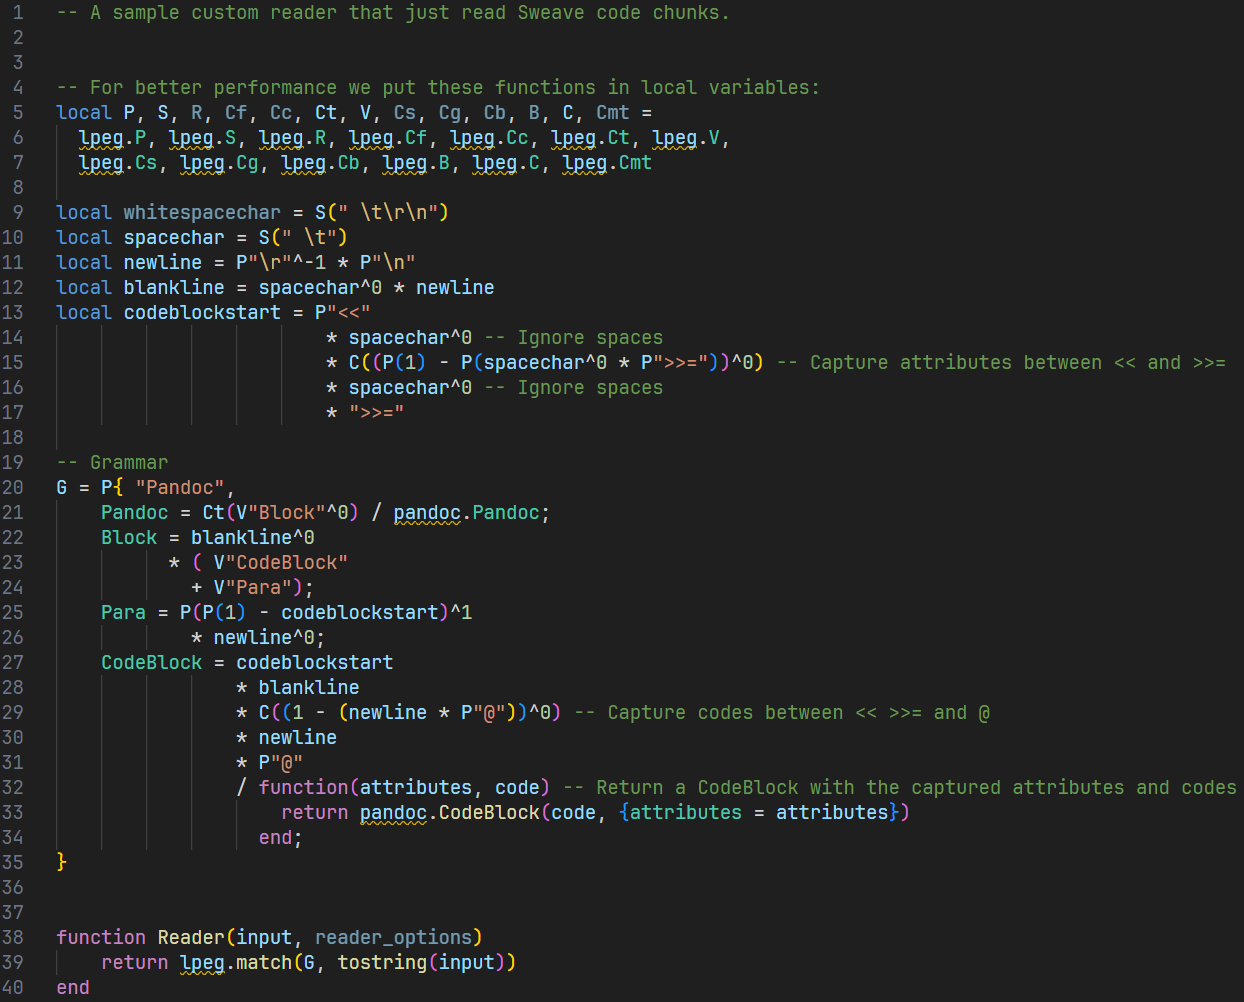 1 -- A sample custom reader that just read Sweave code chunks.
2
3
4 -- For better performance we put these functions in local variables:
5 local P, S, R, Cf, Cc, Ct, V, Cs, Cg, Cb, B, C, Cmt =
6   lpeg.P, lpeg.S, lpeg.R, lpeg.Cf, lpeg.Cc, lpeg.Ct, lpeg.V,
7   lpeg.Cs, lpeg.Cg, lpeg.Cb, lpeg.B, lpeg.C, lpeg.Cmt
8
9 local whitespacechar = S(" \t\r\n")
10 local spacechar = S(" \t")
11 local newline = P"\r"^-1 * P"\n"
12 local blankline = spacechar^0 * newline
13 local codeblockstart = P"<<"
14                         * spacechar^0 -- Ignore spaces
15                         * C((P(1) - P(spacechar^0 * P">>="))^0) -- Capture attributes between << and >>=
16                         * spacechar^0 -- Ignore spaces
17                         * ">>="
18
19 -- Grammar
20 G = P{ "Pandoc",
21     Pandoc = Ct(V"Block"^0) / pandoc.Pandoc;
22     Block = blankline^0
23           * ( V"CodeBlock"
24             + V"Para");
25     Para = P(P(1) - codeblockstart)^1
26             * newline^0;
27     CodeBlock = codeblockstart
28                 * blankline
29                 * C((1 - (newline * P"@"))^0) -- Capture codes between << >>= and @
30                 * newline
31                 * P"@"
32                 / function(attributes, code) -- Return a CodeBlock with the captured attributes and codes
33                     return pandoc.CodeBlock(code, {attributes = attributes})
34                   end;
35 }
36
37
38 function Reader(input, reader_options)
39     return lpeg.match(G, tostring(input))
40 end